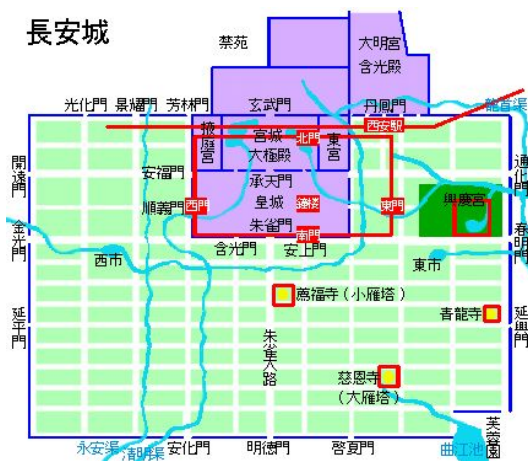 長安城
禁苑
大明宮
含光殿
光化門
景耀門
芳林門
玄武門
丹鳳門
龍首渠
西安駅
掖庭宮
宮城
大極殿
北門
東宮
開遠門
安福門
承天門
通化門
順義門
西門
皇城
鐘楼
東門
興慶宮
朱雀門
南門
金光門
春明門
含光門
安上門
西市
東市
薦福寺(小雁塔)
青龍寺
延平門
延興門
朱雀大路
慈恩寺
(大雁塔)
芙蓉園
永安渠
清明渠
安化門
明徳門
啓夏門
曲江池